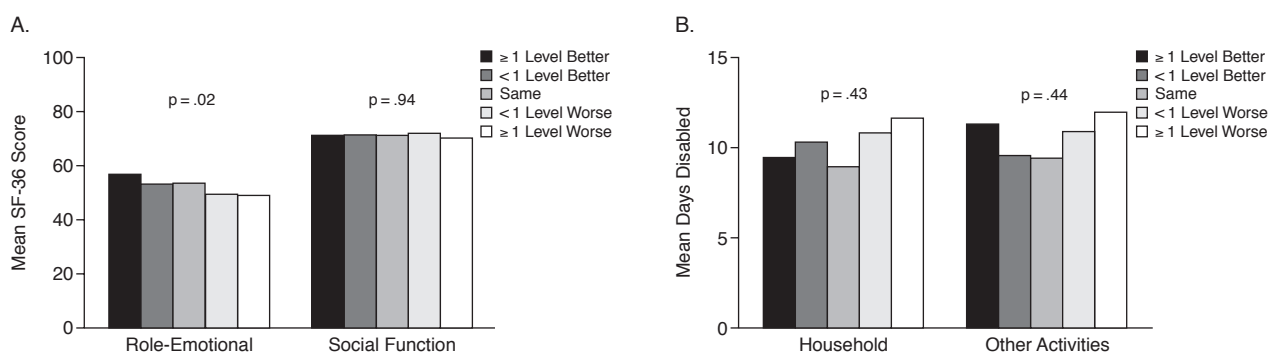 A.
Mean SF-36 Score
100
80
60
40
20
0
p = .02
p = .94
Role-Emotional
Social Function
≥ 1 Level Better
< 1 Level Better
Same
< 1 Level Worse
≥ 1 Level Worse
B.
Mean Days Disabled
15
10
5
0
p = .43
p = .44
Household
Other Activities
≥ 1 Level Better
< 1 Level Better
Same
< 1 Level Worse
≥ 1 Level Worse